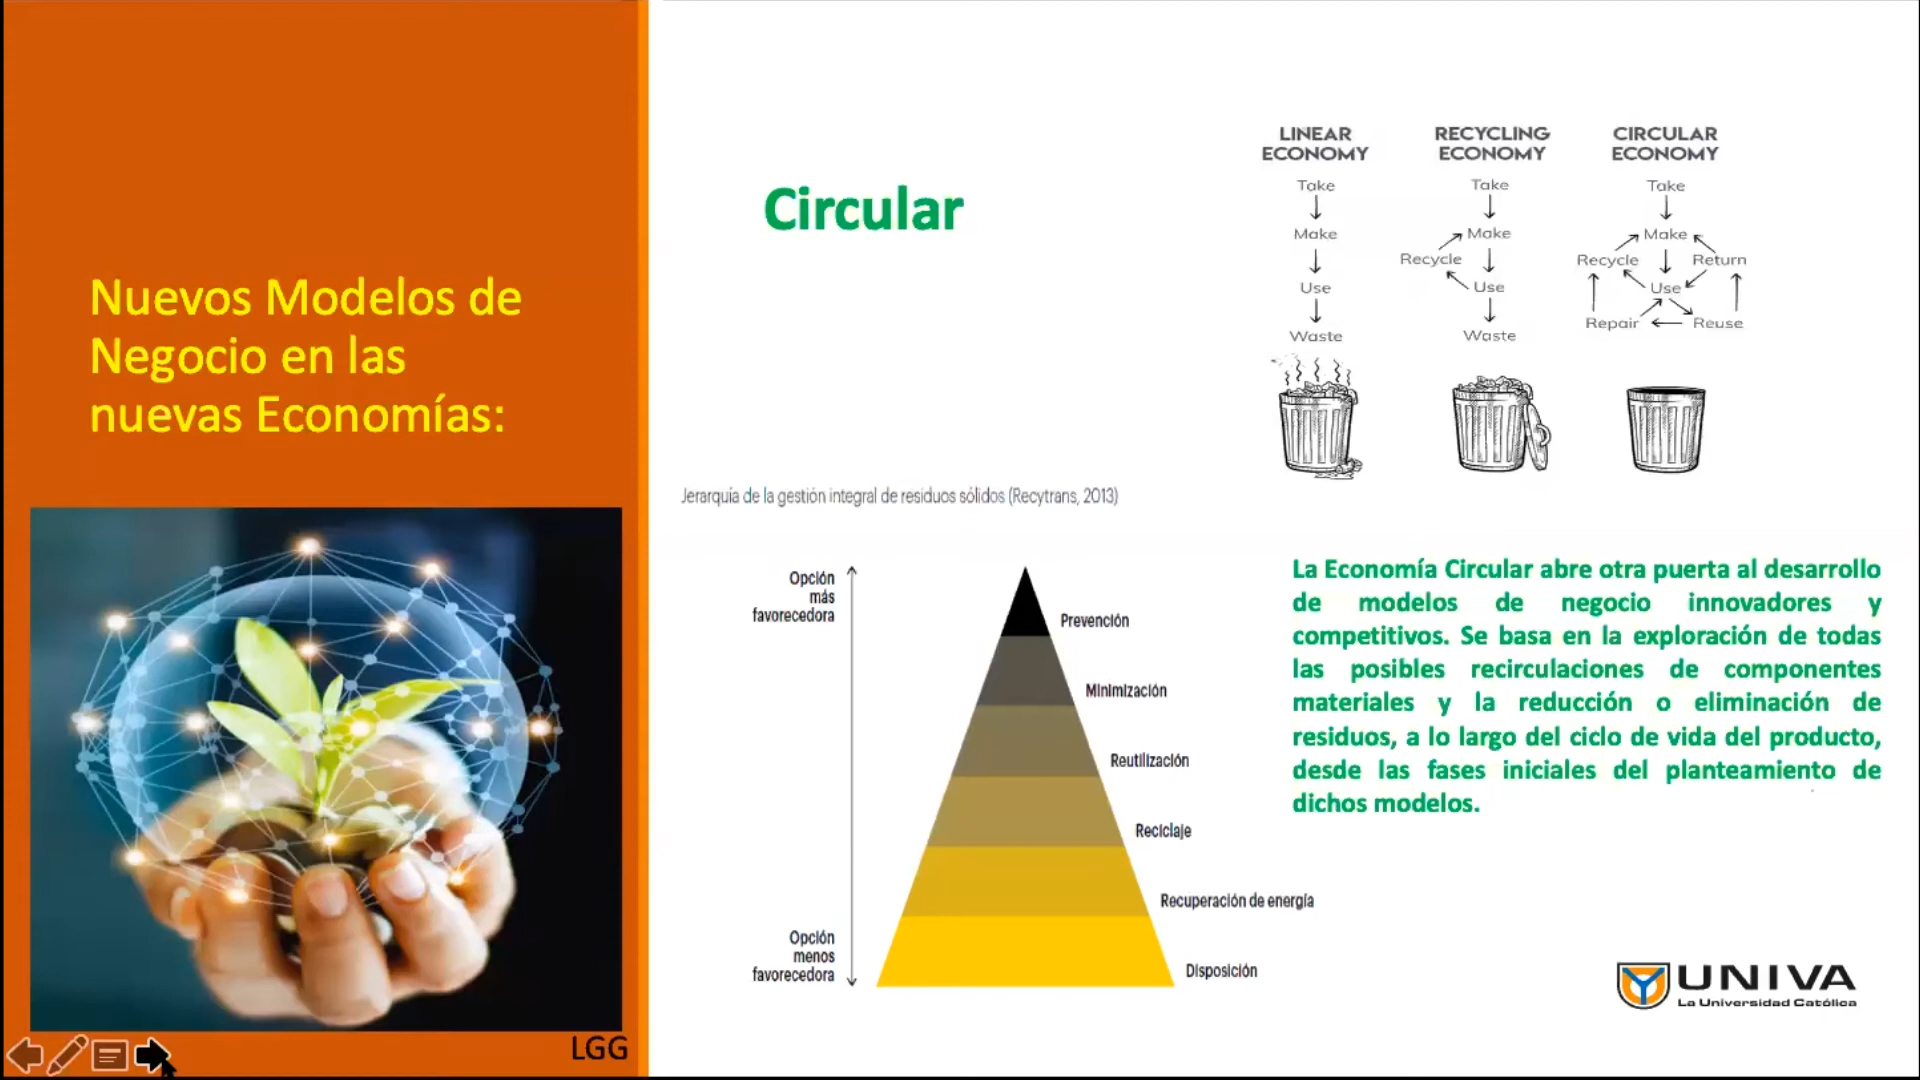 Nuevos Modelos de
Negocio en las
nuevas Economías:
LGG
Circular
LINEAR
ECONOMY
Take
Make
Use
Waste
RECYCLING
ECONOMY
Take
Make
Recycle
Use
Waste
CIRCULAR
ECONOMY
Take
Make
Recycle
Return
Use
Repair
Reuse
Jerarquía de la gestión integral de residuos sólidos (Recytrans, 2013)
Opción
más
favorecedora
Prevención
Minimización
Reutilización
Reciclaje
Recuperación de energía
Disposición
Opción
menos
favorecedora
La Economía Circular abre otra puerta al desarrollo
de modelos de negocio innovadores y
competitivos. Se basa en la exploración de todas
las posibles recirculaciones de componentes
materiales y la reducción o eliminación de
residuos, a lo largo del ciclo de vida del producto,
desde las fases iniciales del planteamiento de
dichos modelos.
UNIVA
La Universidad Católica